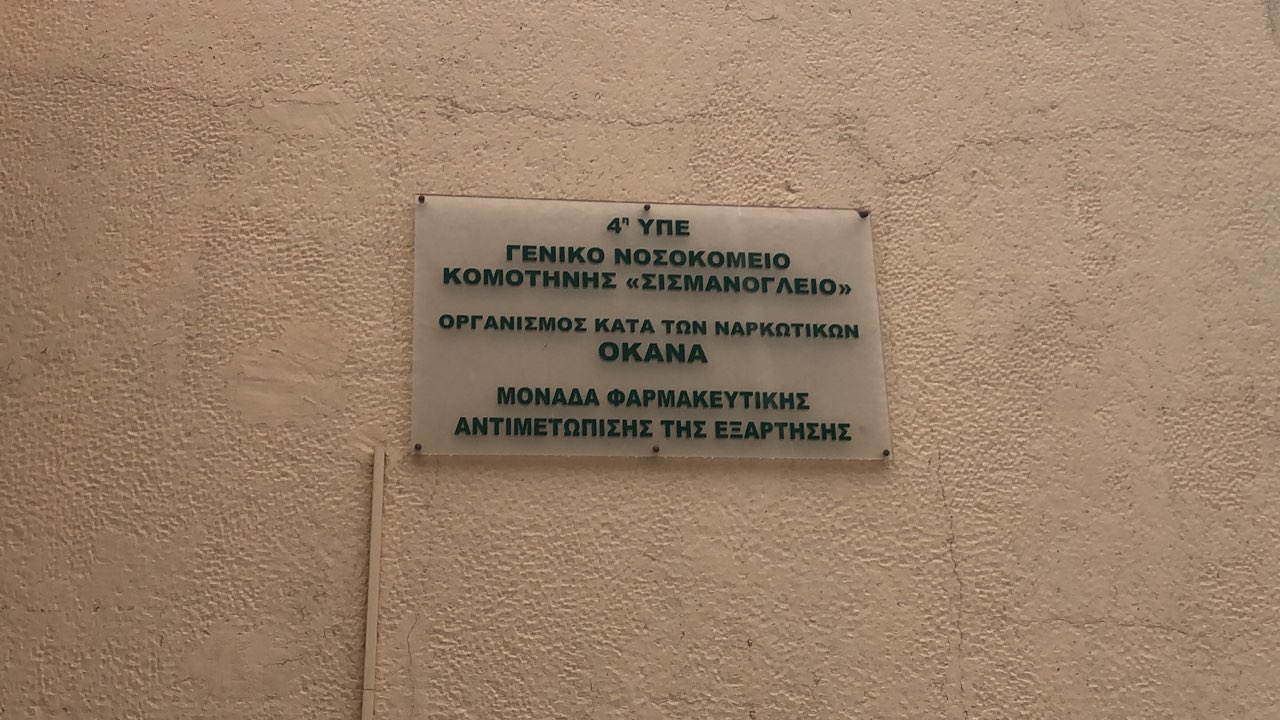 4η ΥΠΕ
ΓΕΝΙΚΟ ΝΟΣΟΚΟΜΕΙΟ
ΚΟΜΟΤΗΝΗΣ «ΣΙΣΜΑΝΟΓΛΕΙΟ»
ΟΡΓΑΝΙΣΜΟΣ ΚΑΤΑ ΤΩΝ ΝΑΡΚΩΤΙΚΩΝ
ΟΚΑΝΑ
ΜΟΝΑΔΑ ΦΑΡΜΑΚΕΥΤΙΚΗΣ
ΑΝΤΙΜΕΤΩΠΙΣΗΣ ΤΗΣ ΕΞΑΡΤΗΣΗΣ